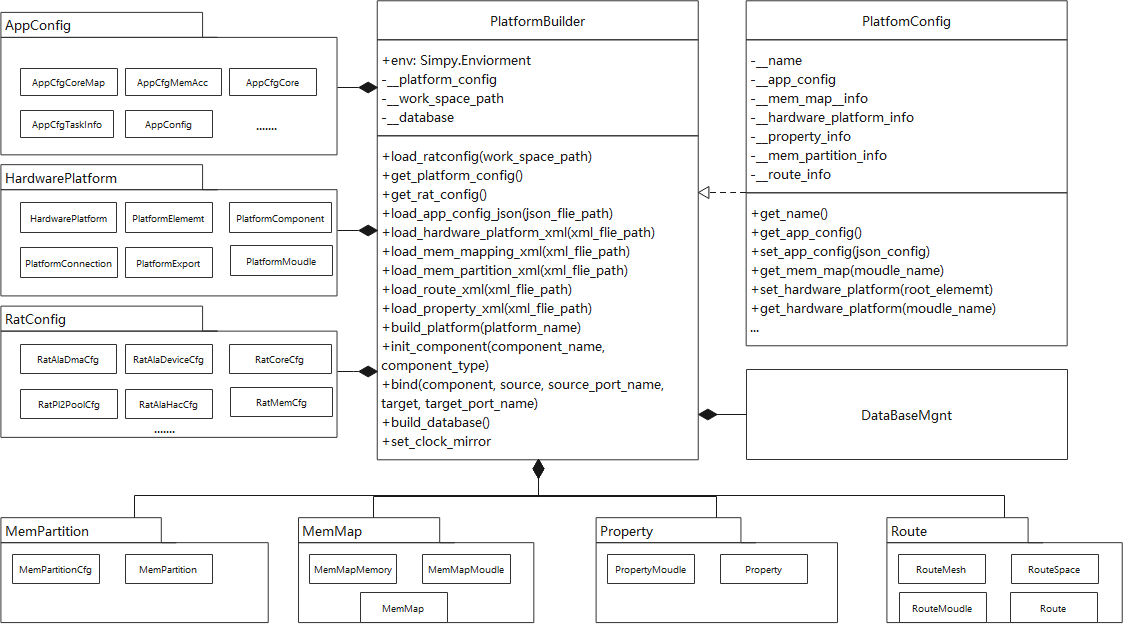 AppConfig
AppCfgCoreMap
AppCfgMemAcc
AppCfgCore
AppCfgTaskInfo
AppConfig
.......
HardwarePlatform
HardwarePlatform
PlatformElememt
PlatformComponent
PlatformConnection
PlatformExport
PlatformMoudle
RatConfig
RatAlaDmaCfg
RatAlaDeviceCfg
RatCoreCfg
RatPl2PoolCfg
RatAlaHacCfg
RatMemCfg
.......
PlatformBuilder
+env: Simpy.Enviorment
-__platform_config
-__work_space_path
-__database
+load_ratconfig(work_space_path)
+get_platform_config()
+get_rat_config()
+load_app_config_json(json_flie_path)
+load_hardware_platform_xml(xml_flie_path)
+load_mem_mapping_xml(xml_flie_path)
+load_mem_partition_xml(xml_flie_path)
+load_route_xml(xml_flie_path)
+load_property_xml(xml_flie_path)
+build_platform(platform_name)
+init_component(component_name,
component_type)
+bind(component, source, source_port_name,
target, target_port_name)
+build_database()
+set_clock_mirror
PlatfomConfig
-__name
-__app_config
-__mem_map__info
-__hardware_platform_info
-__property_info
-__mem_partition_info
-__route_info
+get_name()
+get_app_config()
+set_app_config(json_config)
+get_mem_map(moudle_name)
+set_hardware_platform(root_elememt)
+get_hardware_platform(moudle_name)
...
DataBaseMgnt
MemPartition
MemPartitionCfg
MemPartition
MemMap
MemMapMemory
MemMapMoudle
MemMap
Property
PropertyMoudle
Property
Route
RouteMesh
RouteSpace
RouteMoudle
Route